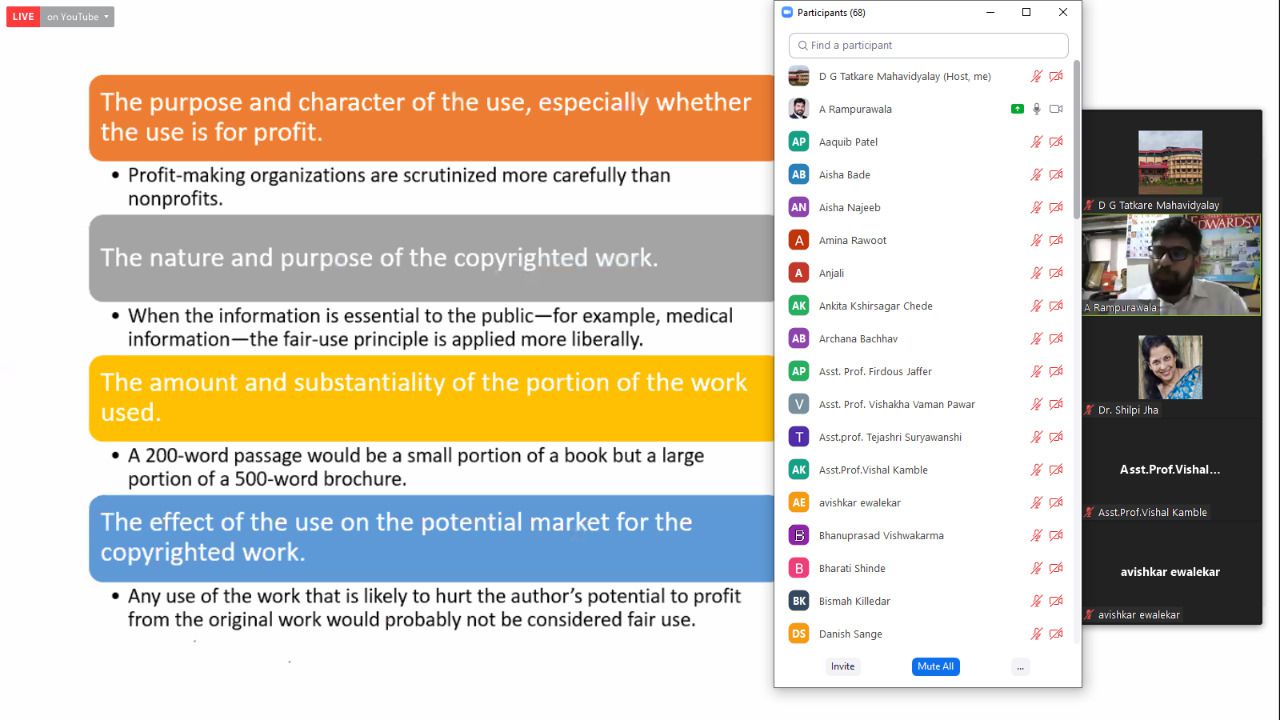 LIVE on YouTube
The purpose and character of the use, especially whether
the use is for profit.
• Profit-making organizations are scrutinized more carefully than
nonprofits.
The nature and purpose of the copyrighted work.
• When the information is essential to the public—for example, medical
information—the fair-use principle is applied more liberally.
The amount and substantiality of the portion of the work
used.
• A 200-word passage would be a small portion of a book but a large
portion of a 500-word brochure.
The effect of the use on the potential market for the
copyrighted work.
• Any use of the work that is likely to hurt the author’s potential to profit
from the original work would probably not be considered fair use.
Participants (68)
Find a participant
D G Tatkare Mahavidyalay (Host, me)
A Rampurawala
AP Aaquib Patel
AB Aisha Bade
AN Aisha Najeeb
A Amina Rawoot
A Anjali
AK Ankita Kshirsagar Chede
AB Archana Bachhav
AP Asst. Prof. Firdous Jaffer
V Asst. Prof. Vishakha Vaman Pawar
T Asst.prof. Tejashri Suryawanshi
AK Asst.Prof.Vishal Kamble
AE avishkar ewalekar
B Bhanuprasad Vishwakarma
B Bharati Shinde
BK Bismah Killedar
DS Danish Sange
Invite Mute All ...
D G Tatkare Mahavidyalay
EDWARDSV
A Rampurawala
Dr. Shilpi Jha
Asst.Prof.Vishal...
Asst.Prof.Vishal Kamble
avishkar ewalekar
avishkar ewalekar